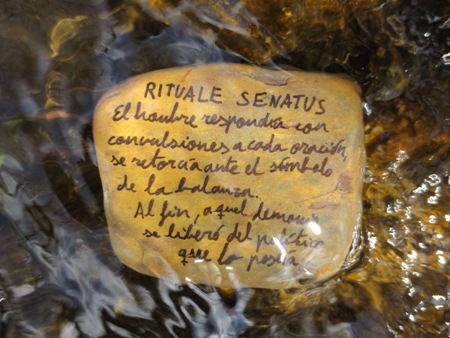 RITUALE SENATUS
El hombre respondía con
convulsiones a cada oración,
se retorcía ante el símbolo
de la balanza.
Al fin, aquel demonio
se liberó del político
que lo poseía.